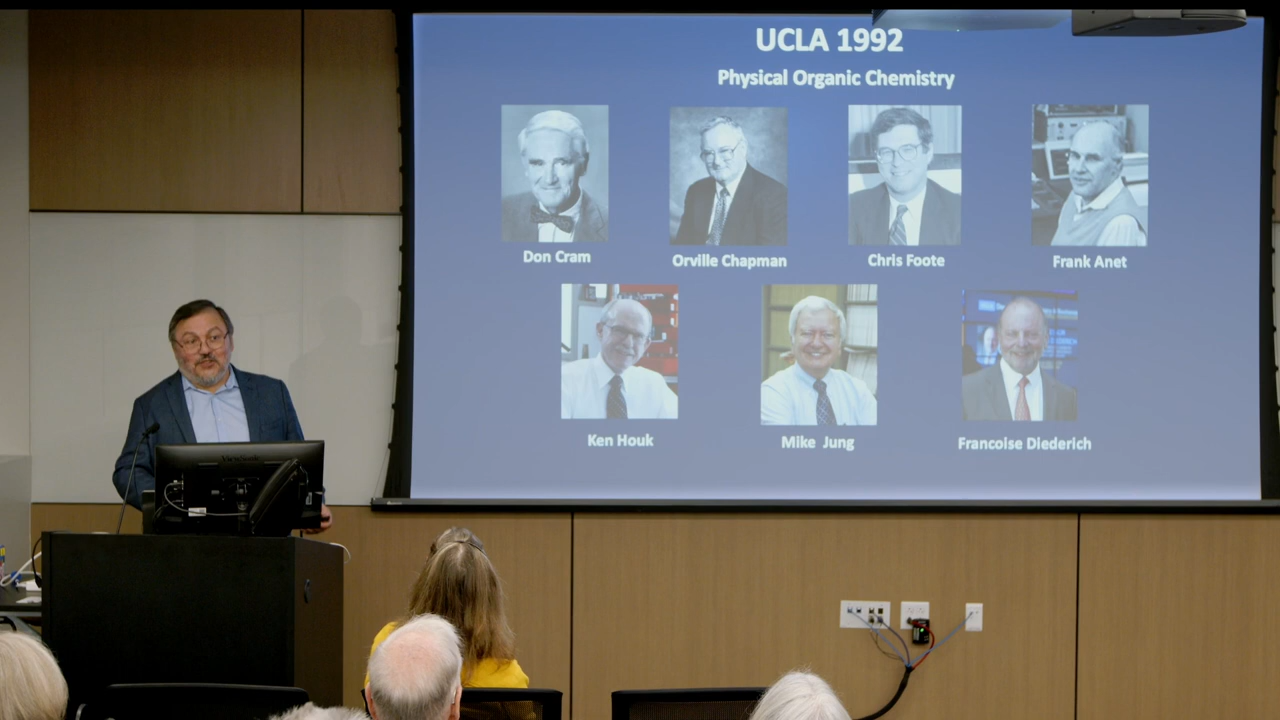 UCLA 1992
Physical Organic Chemistry
Don Cram
Orville Chapman
Chris Foote
Frank Anet
Ken Houk
Mike Jung
Francoise Diederich
ViewSonic